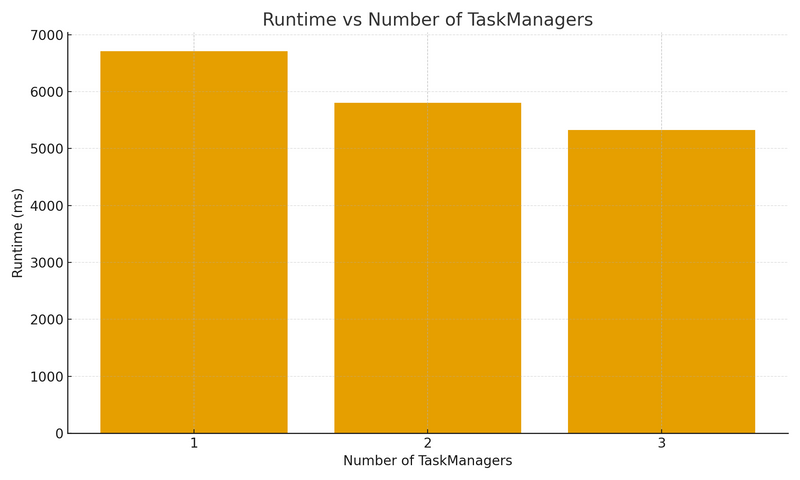 Runtime vs Number of TaskManagers
7000
6000
5000
4000
3000
2000
1000
0
Runtime (ms)
1 2 3
Number of TaskManagers